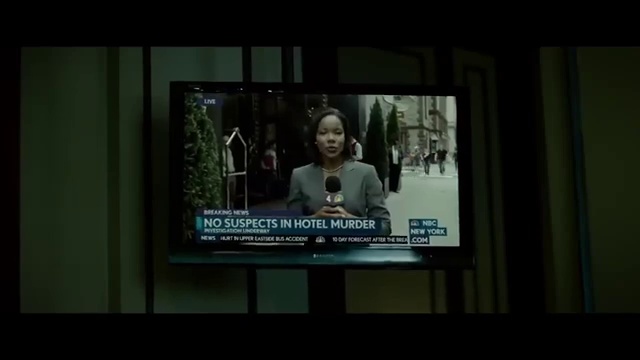 LIVE
BREAKING NEWS
NO SUSPECTS IN HOTEL MURDER
INVESTIGATION UNDERWAY
NBC
NEW YORK
.COM
NEWS HURT IN UPPER EASTSIDE BUS ACCIDENT 10 DAY FORECAST AFTER THE BREAK
4